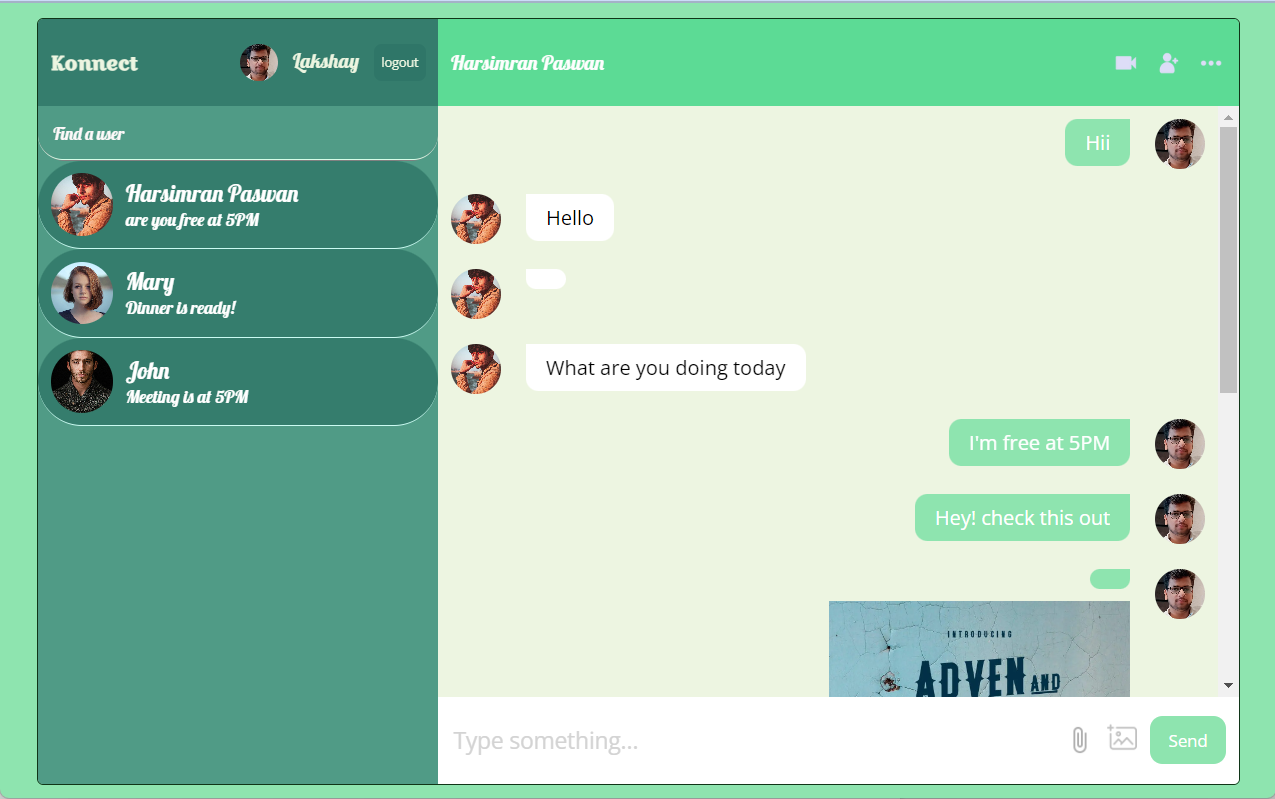 Konnect
Lakshay
logout
Find a user
Harsimran Paswan
are you free at 5PM
Mary
Dinner is ready!
John
Meeting is at 5PM
Harsimran Paswan
Hii
Hello
What are you doing today
I'm free at 5PM
Hey! check this out
INTRODUCING
ADVEN AND
Type something...
Send